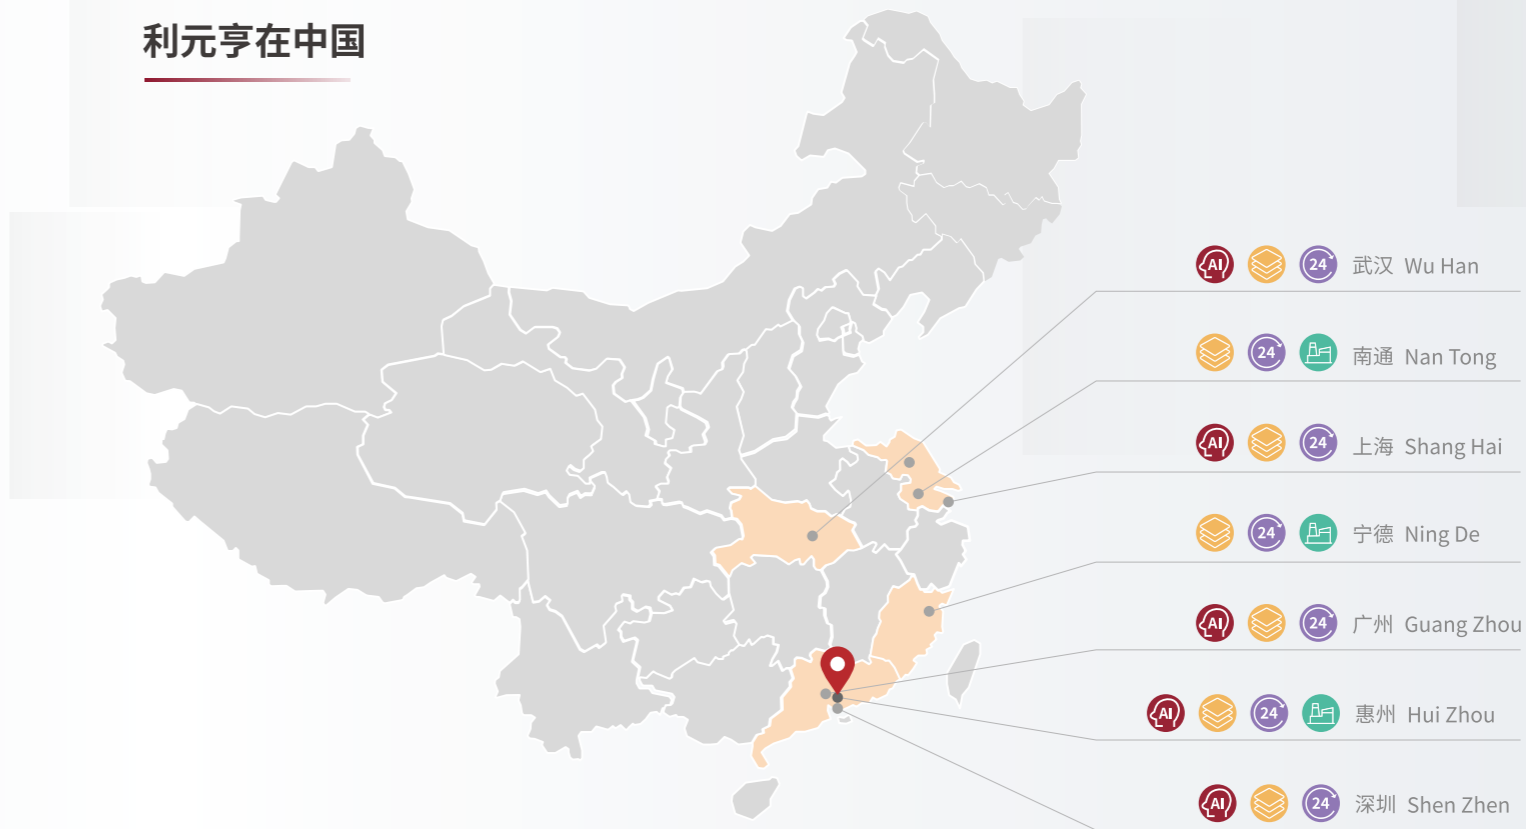 利元亨在中国
AI 24 武汉 Wu Han
24 南通 Nan Tong
AI 24 上海 Shang Hai
24 宁德 Ning De
AI 24 广州 Guang Zhou
AI 24 惠州 Hui Zhou
AI 24 深圳 Shen Zhen